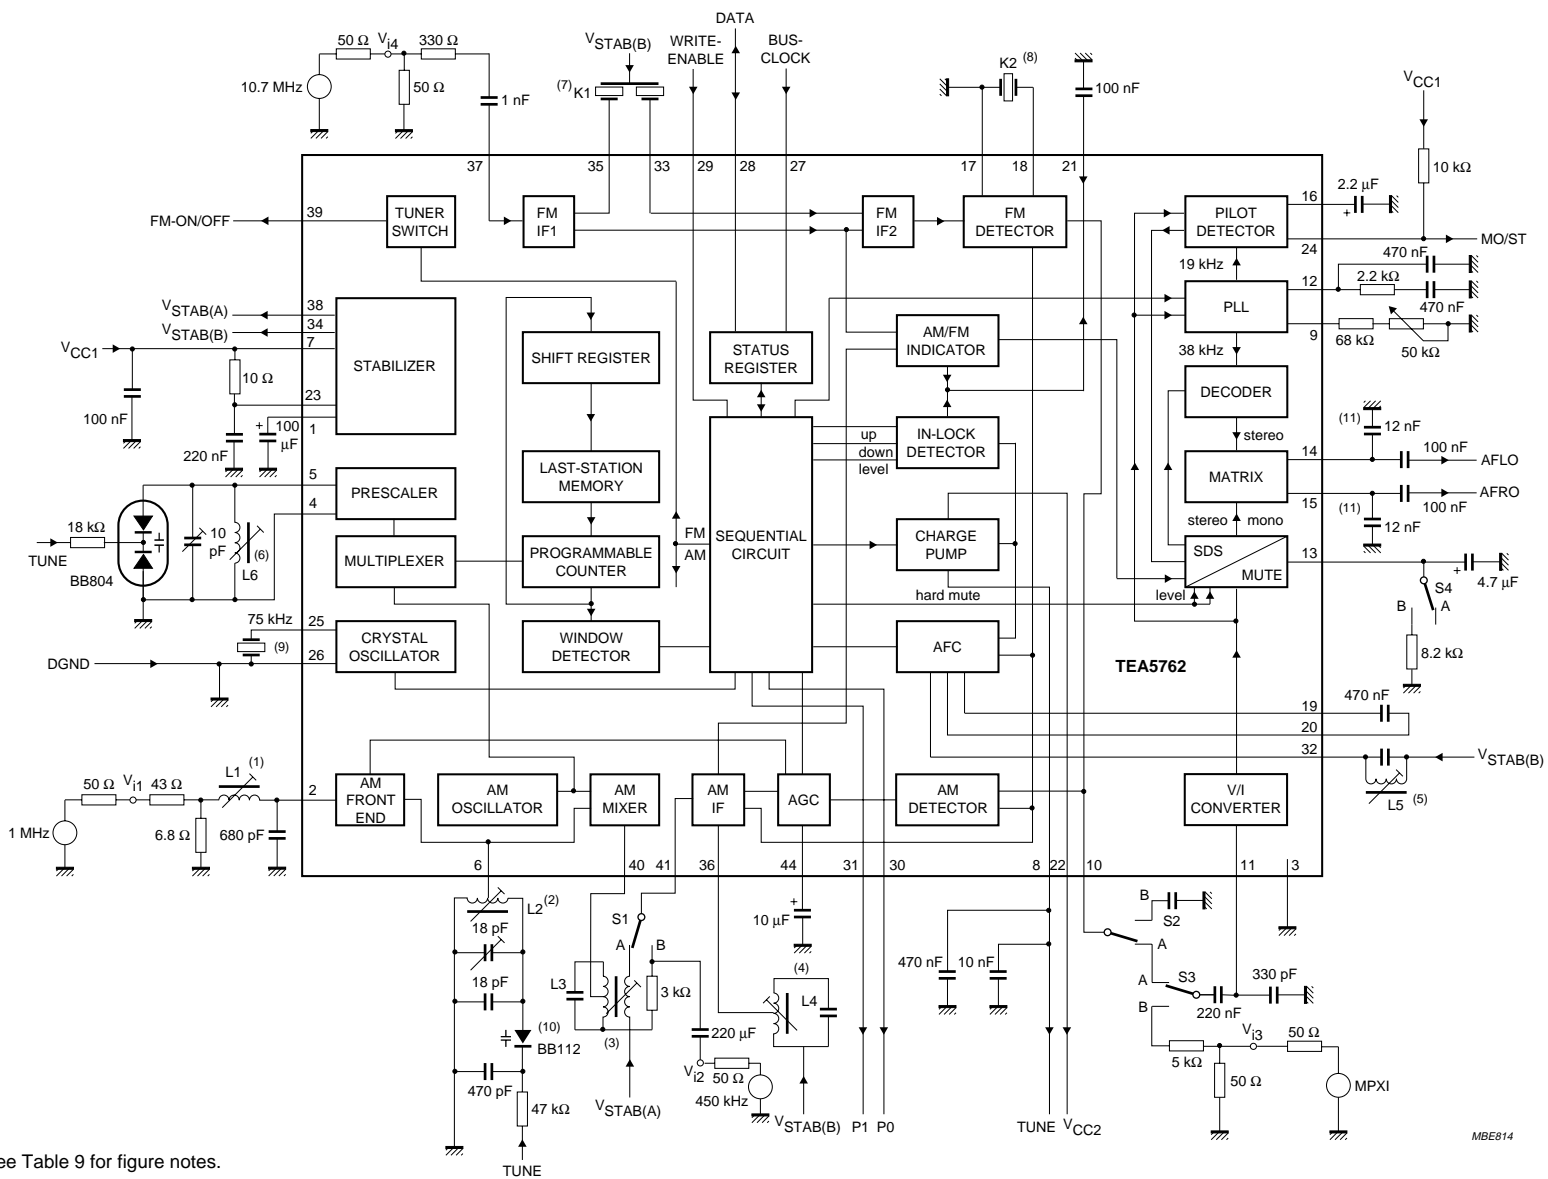 DATA
50 Ω
Vi4
330 Ω
VSTAB(B)
WRITE-
ENABLE
BUS-
CLOCK
K2 (8)
10.7 MHz
50 Ω
1 nF
(7) K1
100 nF
VCC1
37
35
33
29
28
27
17
18
21
10 kΩ
FM-ON/OFF
39
TUNER
SWITCH
FM
IF1
FM
IF2
FM
DETECTOR
PILOT
DETECTOR
16
2.2 μF
+
24
MO/ST
19 kHz
470 nF
2.2 kΩ
12
470 nF
PLL
9
68 kΩ
50 kΩ
38 kHz
VSTAB(A)
38
VSTAB(B)
34
VCC1
7
10 Ω
STABILIZER
SHIFT REGISTER
STATUS
REGISTER
AM/FM
INDICATOR
DECODER
100 nF
23
+
100
μF
1
220 nF
up
down
level
IN-LOCK
DETECTOR
stereo
(11)
12 nF
100 nF
14
AFLO
MATRIX
AFRO
15
(11)
100 nF
12 nF
stereo
mono
5
PRESCALER
4
LAST-STATION
MEMORY
SEQUENTIAL
CIRCUIT
CHARGE
PUMP
18 kΩ
TUNE
BB804
10
pF
(6)
L6
MULTIPLEXER
PROGRAMMABLE
COUNTER
FM
AM
SDS
MUTE
13
+
4.7 μF
S4
B
A
8.2 kΩ
hard mute
level
75 kHz
(9)
25
26
CRYSTAL
OSCILLATOR
WINDOW
DETECTOR
AFC
TEA5762
DGND
470 nF
19
20
32
VSTAB(B)
L5
(5)
50 Ω
Vi1
43 Ω
L1 (1)
2
1 MHz
6.8 Ω
680 pF
AM
FRONT
END
AM
OSCILLATOR
AM
MIXER
AM
IF
AGC
AM
DETECTOR
V/I
CONVERTER
6
40
41
36
44
31
30
8
22
10
11
3
L2(2)
18 pF
18 pF
(10)
BB112
470 pF
47 kΩ
TUNE
S1
A
B
L3
3 kΩ
(3)
VSTAB(A)
220 μF
Vi2
50 Ω
450 kHz
+
10 μF
(4)
L4
VSTAB(B)
P1
P0
470 nF
10 nF
TUNE
VCC2
B
S2
A
A
S3
B
220 nF
330 pF
Vi3
50 Ω
5 kΩ
50 Ω
MPXI
MBE814
ee Table 9 for figure notes.